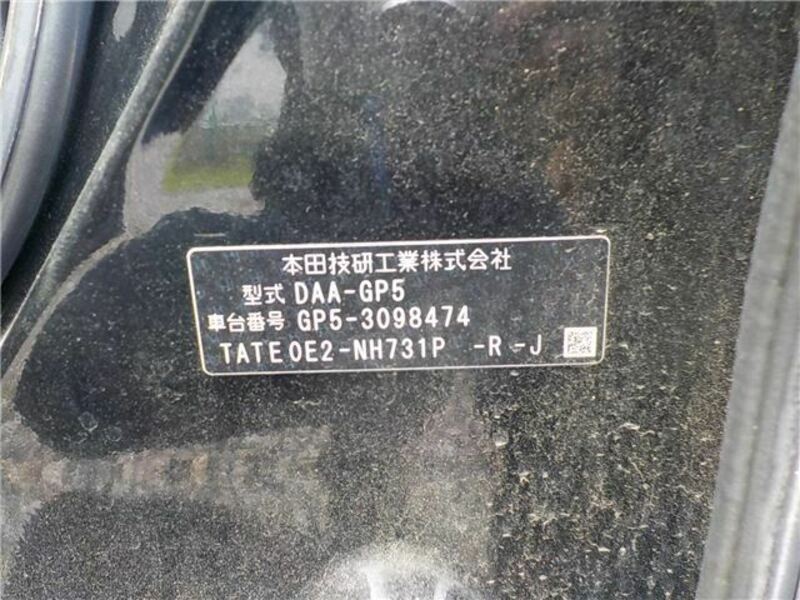 本田技研工業株式会社
型式 DAA-GP5
車台番号 GP5-3098474
TATE0E2-NH731P -R -J